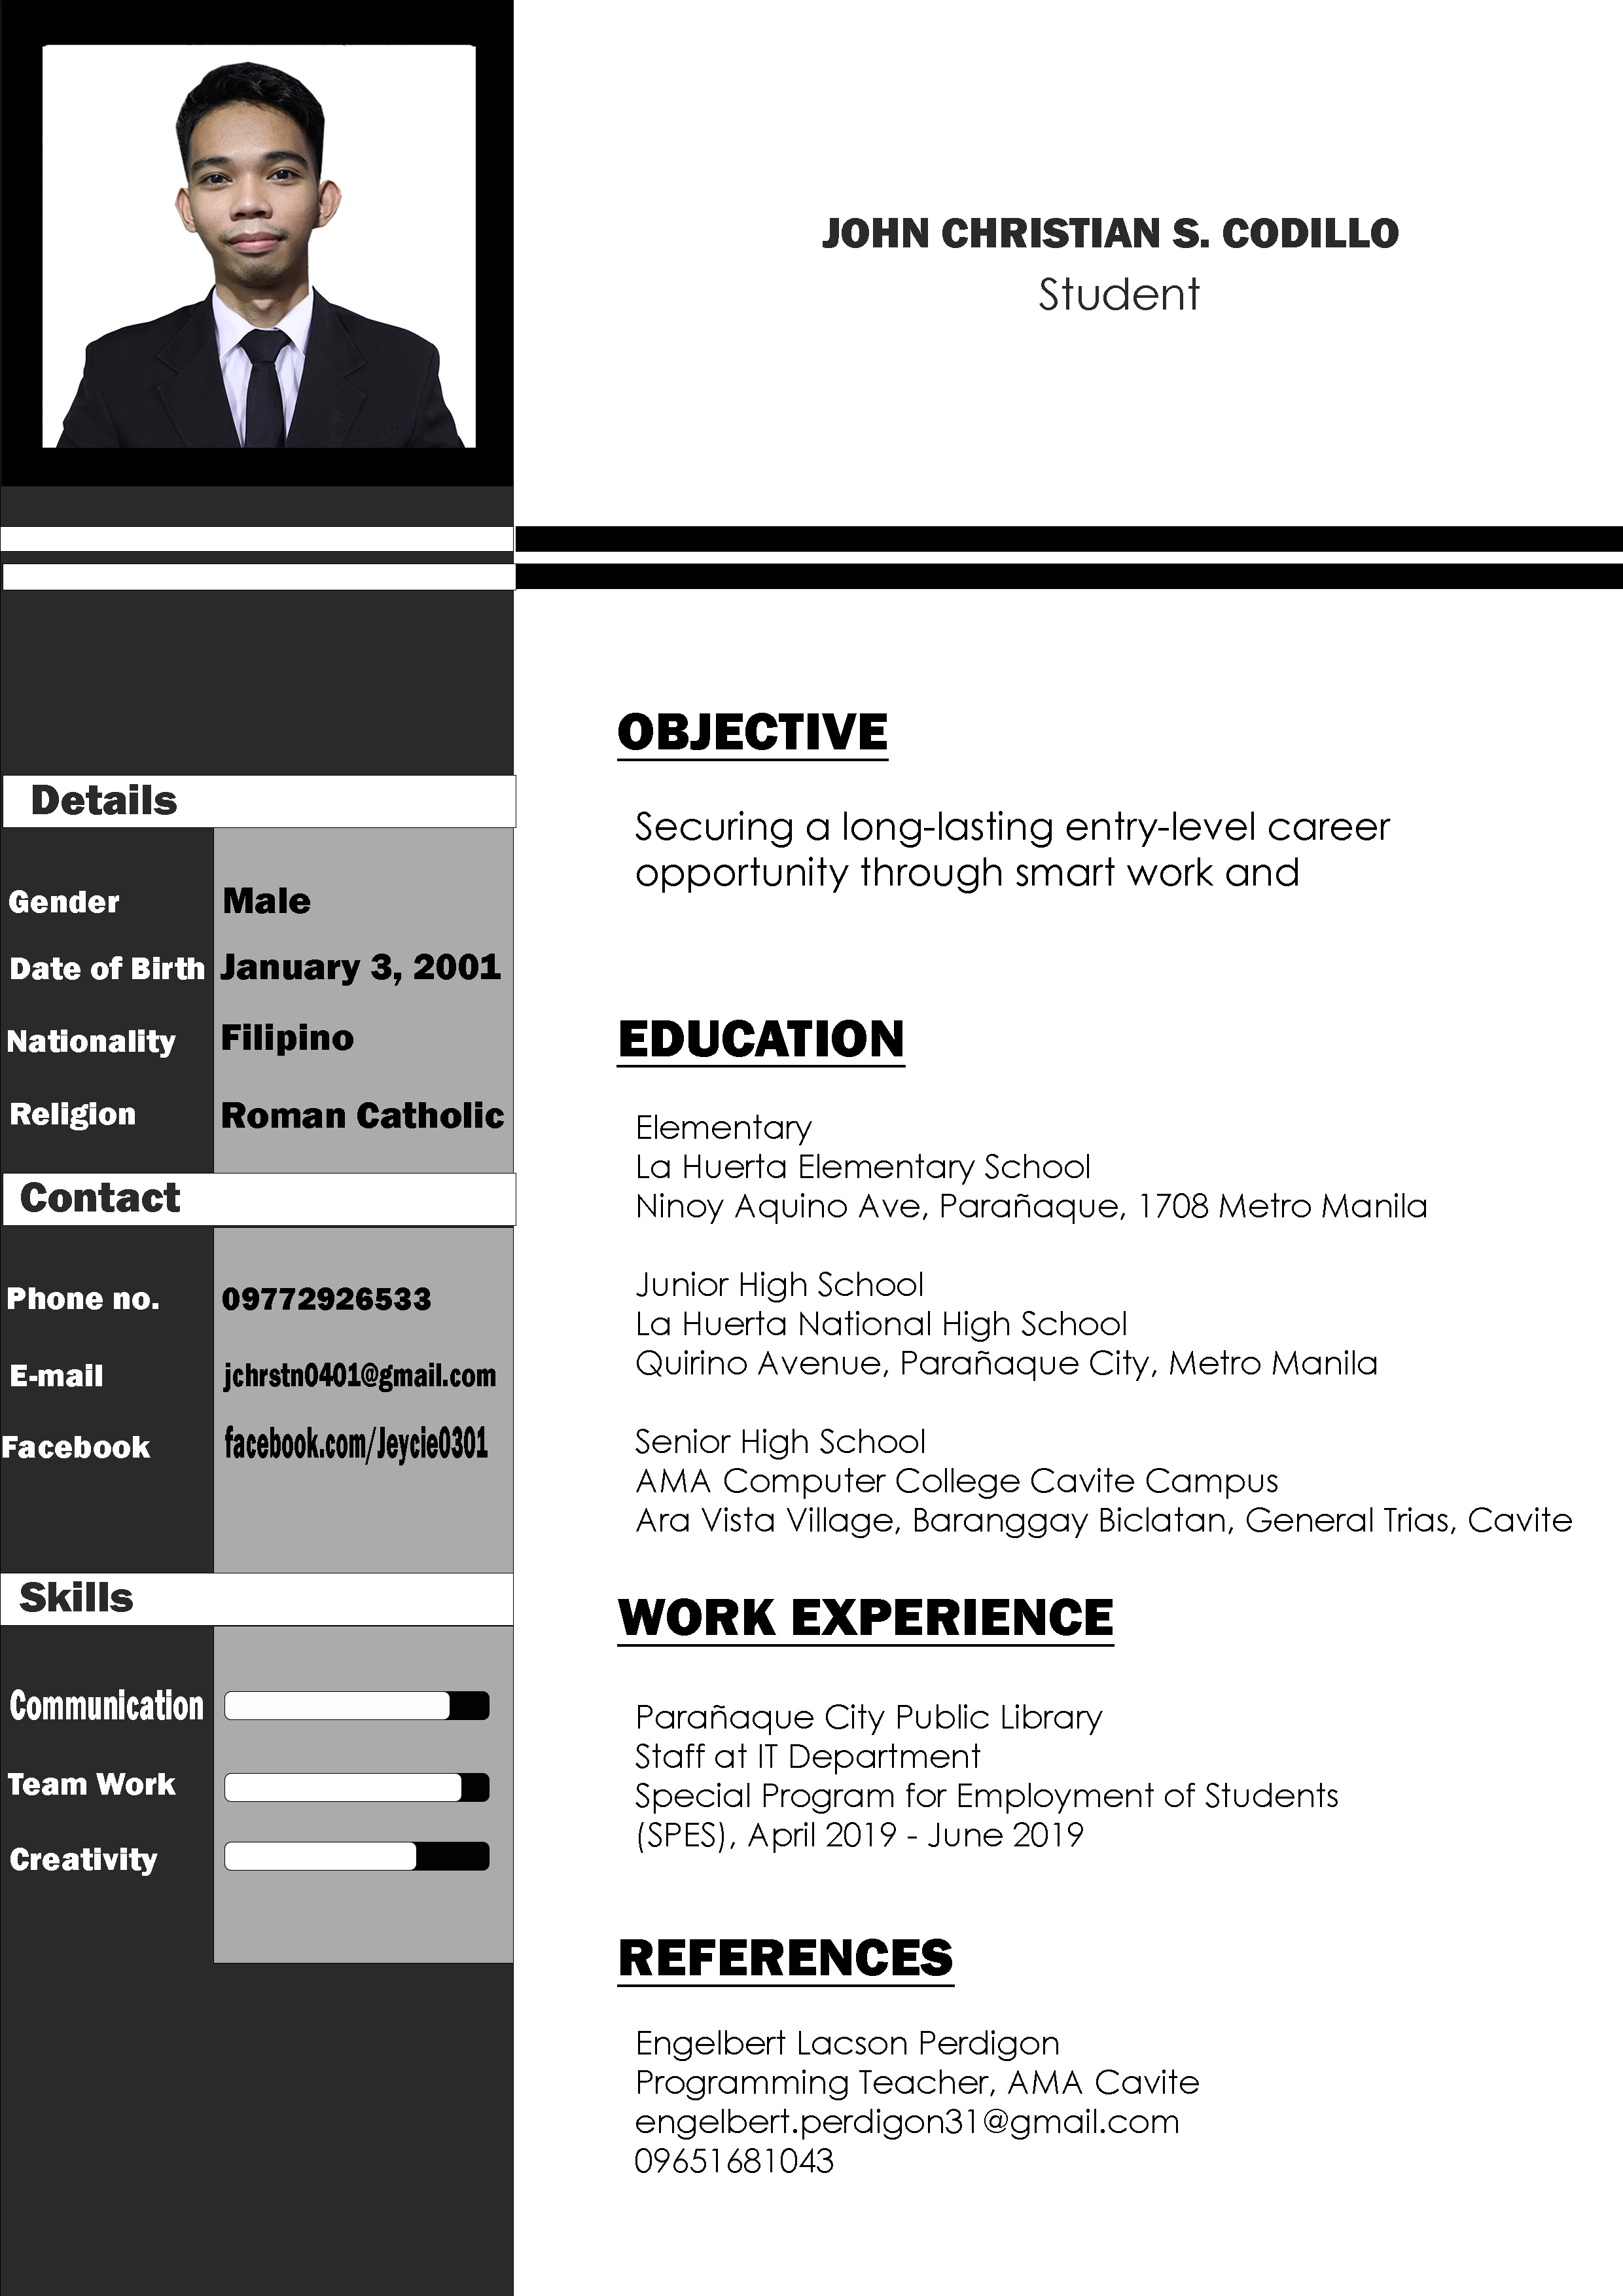 JOHN CHRISTIAN S. CODILLO
Student
Details
Gender Male
Date of Birth January 3, 2001
Nationality Filipino
Religion Roman Catholic
Contact
Phone no. 09772926533
E-mail jchrstn0401@gmail.com
Facebook facebook.com/Jeycie0301
Skills
Communication
Team Work
Creativity
OBJECTIVE
Securing a long-lasting entry-level career
opportunity through smart work and
EDUCATION
Elementary
La Huerta Elementary School
Ninoy Aquino Ave, Parañaque, 1708 Metro Manila
Junior High School
La Huerta National High School
Quirino Avenue, Parañaque City, Metro Manila
Senior High School
AMA Computer College Cavite Campus
Ara Vista Village, Baranggay Biclatan, General Trias, Cavite
WORK EXPERIENCE
Parañaque City Public Library
Staff at IT Department
Special Program for Employment of Students
(SPES), April 2019 - June 2019
REFERENCES
Engelbert Lacson Perdigon
Programming Teacher, AMA Cavite
engelbert.perdigon31@gmail.com
09651681043